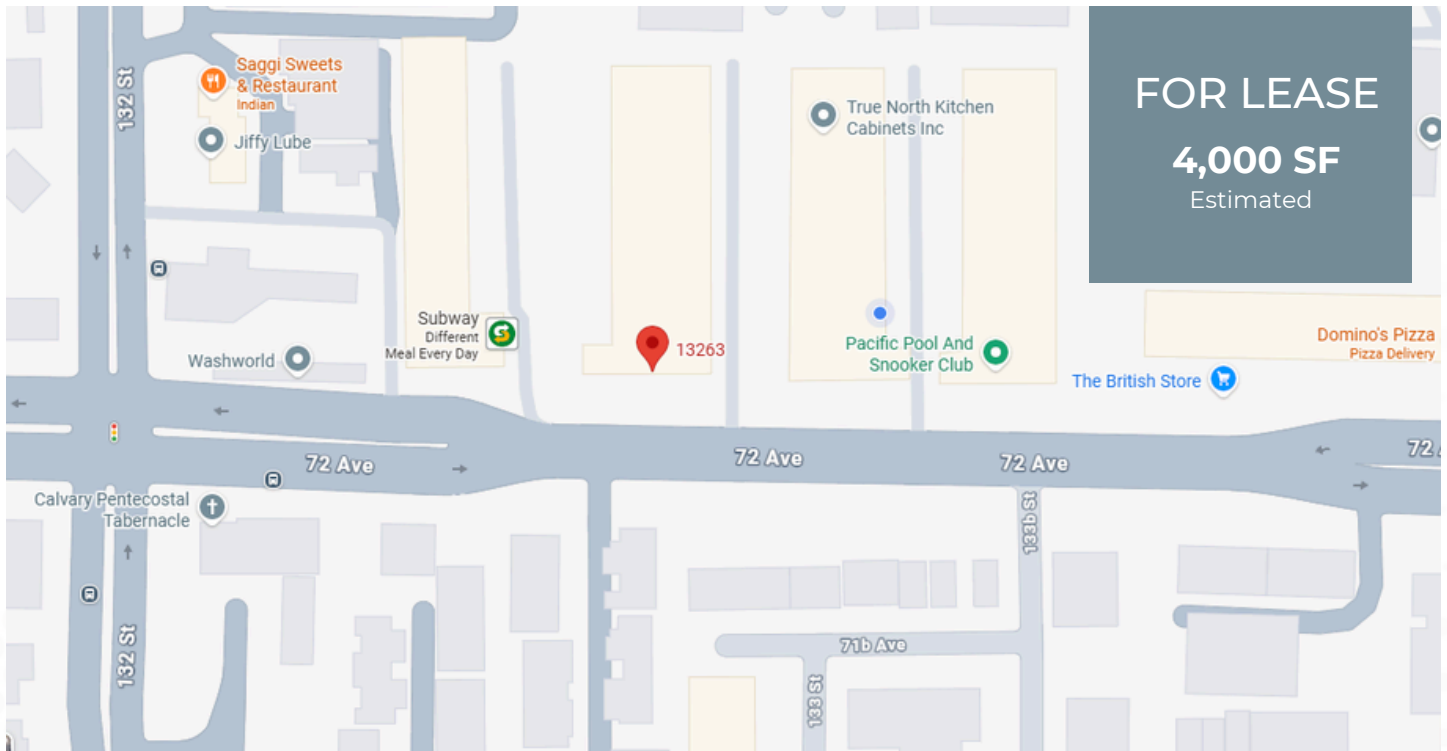 FOR LEASE
4,000 SF
Estimated
132 St
Saggi Sweets
& Restaurant
Indian
Jiffy Lube
True North Kitchen
Cabinets Inc
Subway
Different
Meal Every Day
Washworld
13263
Pacific Pool And
Snooker Club
Domino's Pizza
Pizza Delivery
The British Store
72 Ave
72 Ave
72 Ave
72
Calvary Pentecostal
Tabernacle
133b St
132 St
71b Ave
133 St